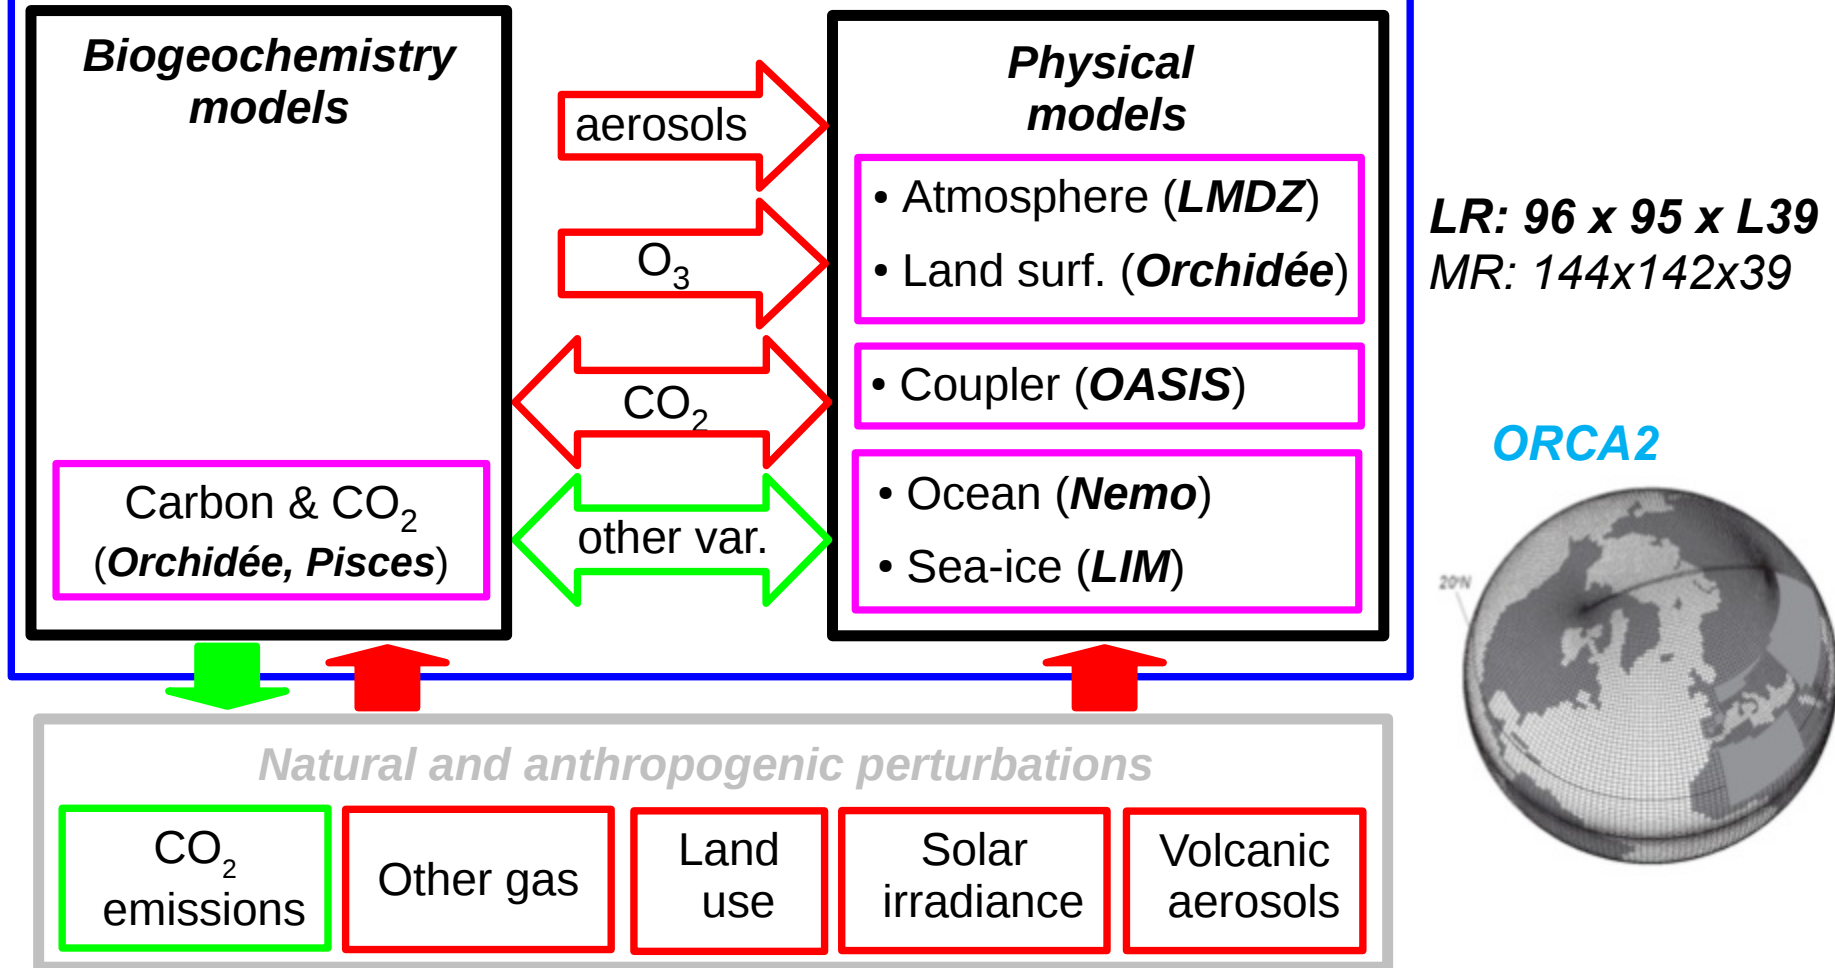 Biogeochemistry
models
Carbon & CO₂
(Orchidée, Pisces)
aerosols
O₃
CO₂
other var.
Physical
models
• Atmosphere (LMDZ)
• Land surf. (Orchidée)
• Coupler (OASIS)
• Ocean (Nemo)
• Sea-ice (LIM)
LR: 96 x 95 x L39
MR: 144x142x39
ORCA2
20°N
Natural and anthropogenic perturbations
CO₂
emissions
Other gas
Land
use
Solar
irradiance
Volcanic
aerosols